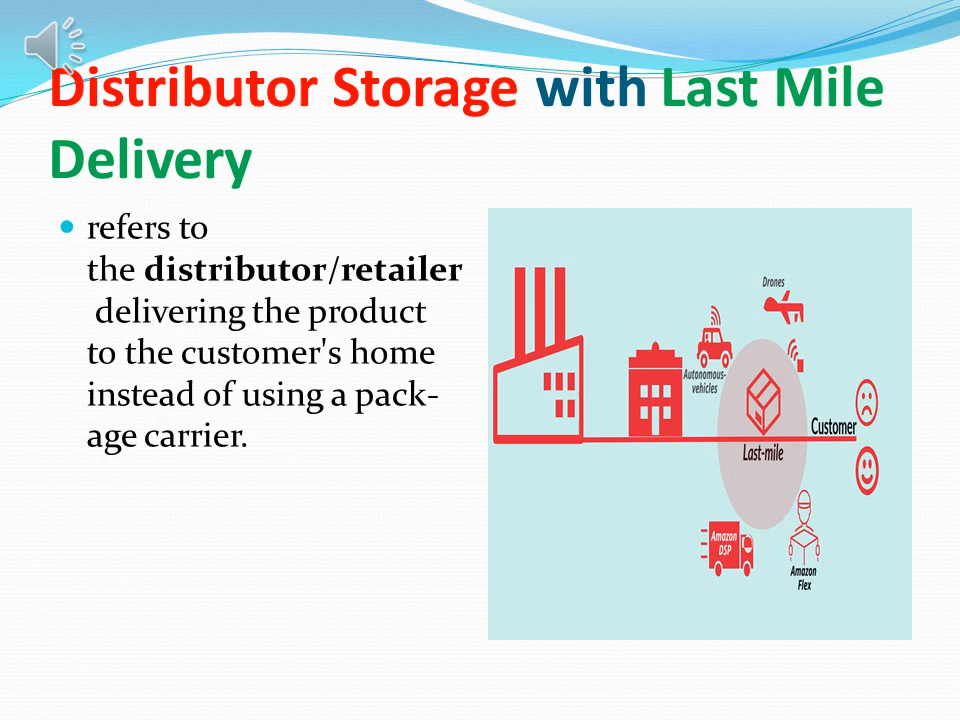 Distributor Storage with Last Mile
Delivery
refers to
the distributor/retailer
delivering the product
to the customer's home
instead of using a pack-
age carrier.
Drones
Autonomous-
vehicles
Customer
Last-mile
Amazon
DSP
Amazon
Flex